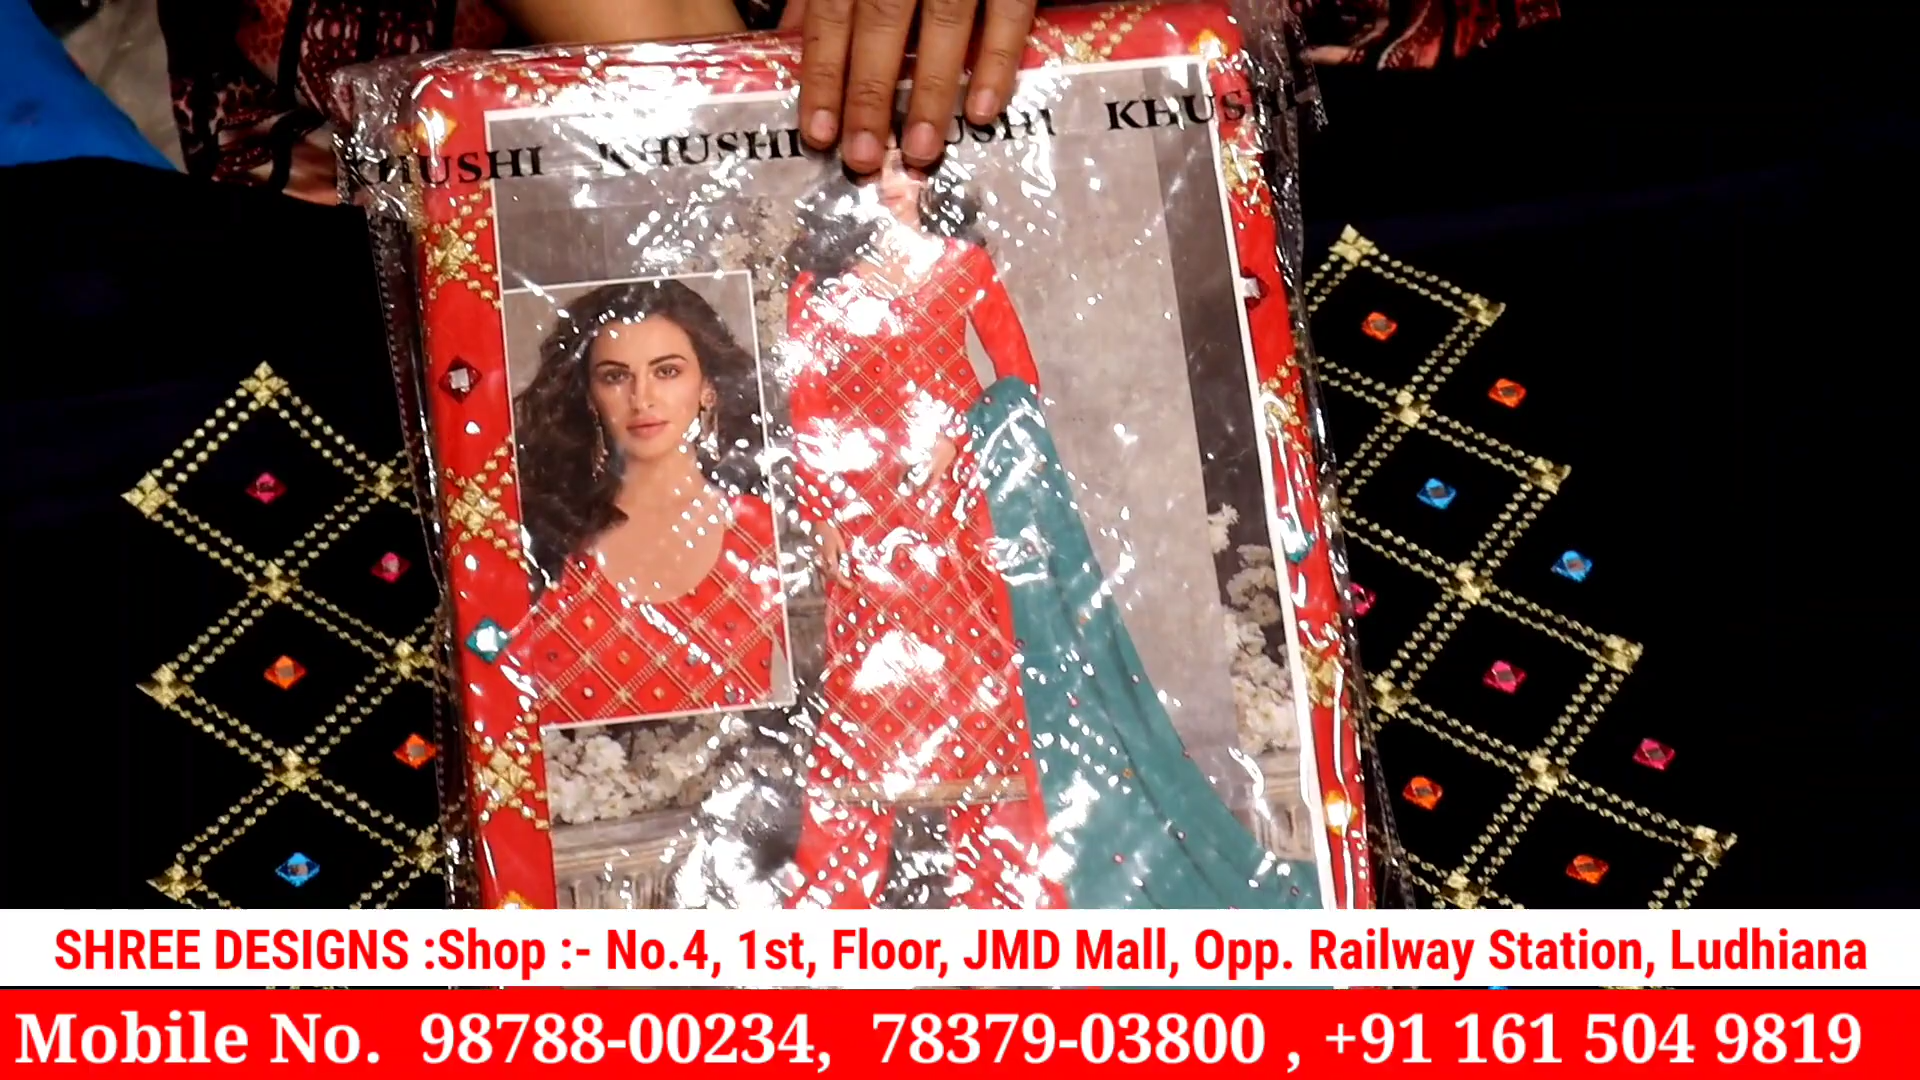 KHUSHI KHUSHI KHUSHI KHUSHI
SHREE DESIGNS :Shop :- No.4, 1st, Floor, JMD Mall, Opp. Railway Station, Ludhiana
Mobile No. 98788-00234, 78379-03800 , +91 161 504 9819